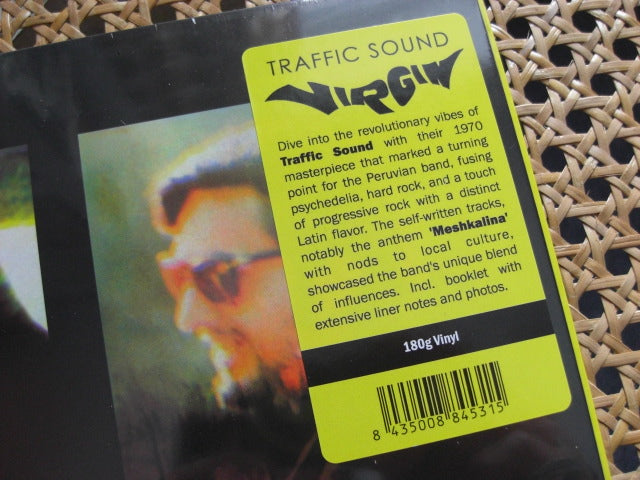 TRAFFIC SOUND
VIRGIN
Dive into the revolutionary vibes of
Traffic Sound with their 1970
masterpiece that marked a turning
point for the Peruvian band, fusing
psychedelia, hard rock, and a touch
of progressive rock with a distinct
Latin flavor. The self-written tracks,
notably the anthem 'Meshkalina'
with nods to local culture,
showcased the band's unique blend
of influences. Incl. booklet with
extensive liner notes and photos.
180g Vinyl
8 435008 845315